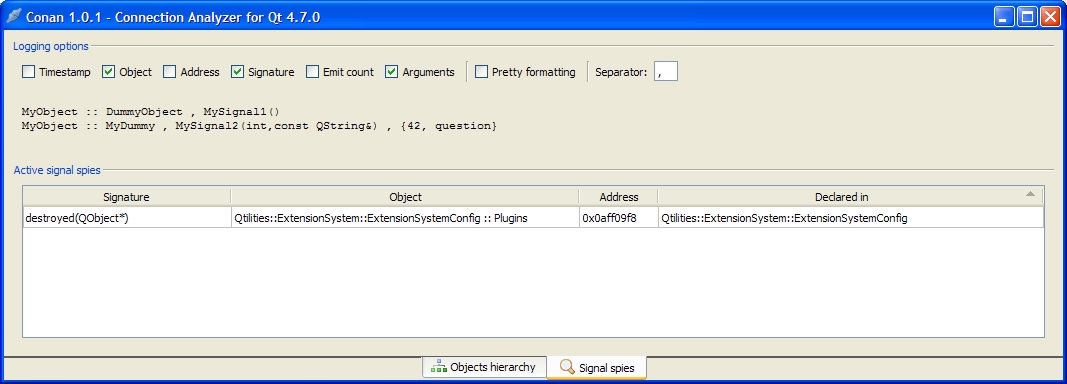 Conan 1.0.1 - Connection Analyzer for Qt 4.7.0
Logging options
Timestamp Object Address Signature Emit count Arguments Pretty formatting Separator: ,
MyObject :: DummyObject , MySignal1()
MyObject :: MyDummy , MySignal2(int,const QString&) , {42, question}
Active signal spies
Signature Object Address Declared in
destroyed(QObject*) Qtilities::ExtensionSystem::ExtensionSystemConfig :: Plugins 0x0aff09f8 Qtilities::ExtensionSystem::ExtensionSystemConfig
Objects hierarchy Signal spies